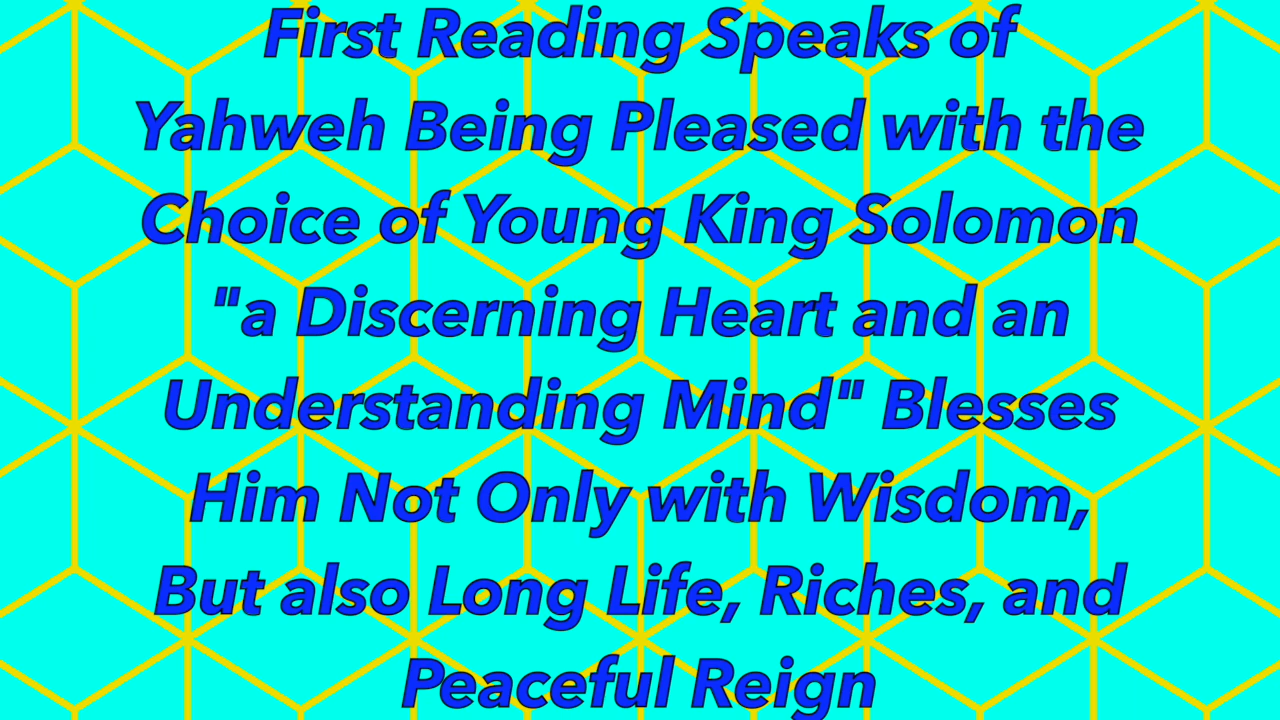 First Reading Speaks of
Yahweh Being Pleased with the
Choice of Young King Solomon
"a Discerning Heart and an
Understanding Mind" Blesses
Him Not Only with Wisdom,
But also Long Life, Riches, and
Peaceful Reign